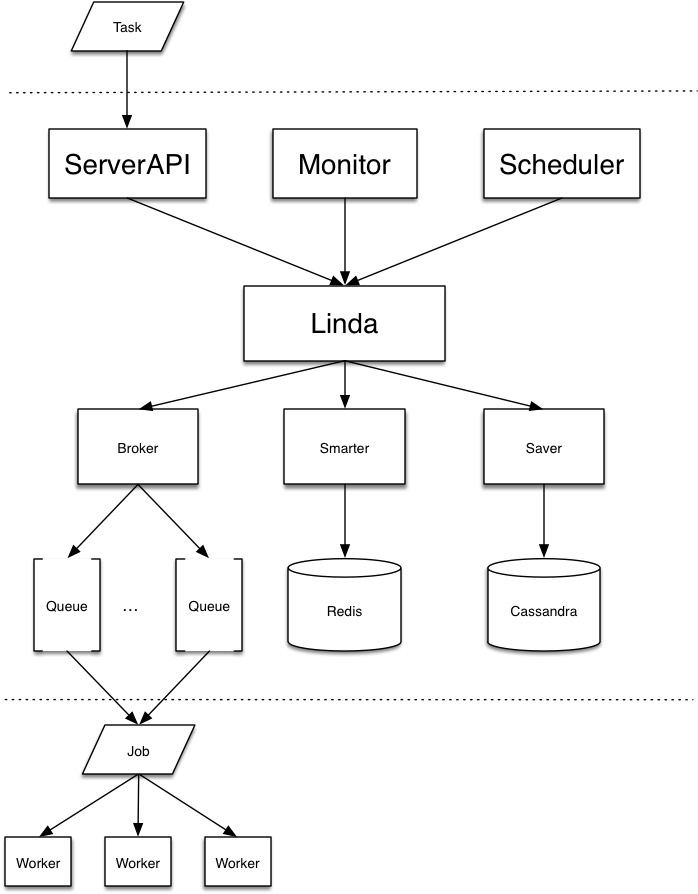 Task
ServerAPI
Monitor
Scheduler
Linda
Broker
Smarter
Saver
Queue
...
Queue
Redis
Cassandra
Job
Worker
Worker
Worker